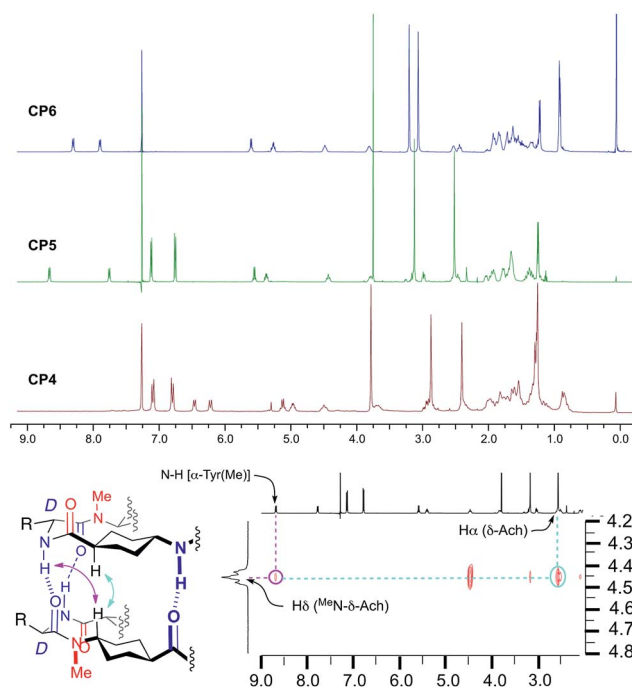 CP6
CP5
CP4
9.0 8.0 7.0 6.0 5.0 4.0 3.0 2.0 1.0 0.0
N-H [α-Tyr(Me)]
Hα (δ-Ach)
Hδ (MeN-δ-Ach)
4.2
4.3
4.4
4.5
4.6
4.7
4.8
9.0 8.0 7.0 6.0 5.0 4.0 3.0
O
Me
N
D
R
N
H
O
H
N
H
H
N
H
O
H
O
R
D
N
O
Me
O